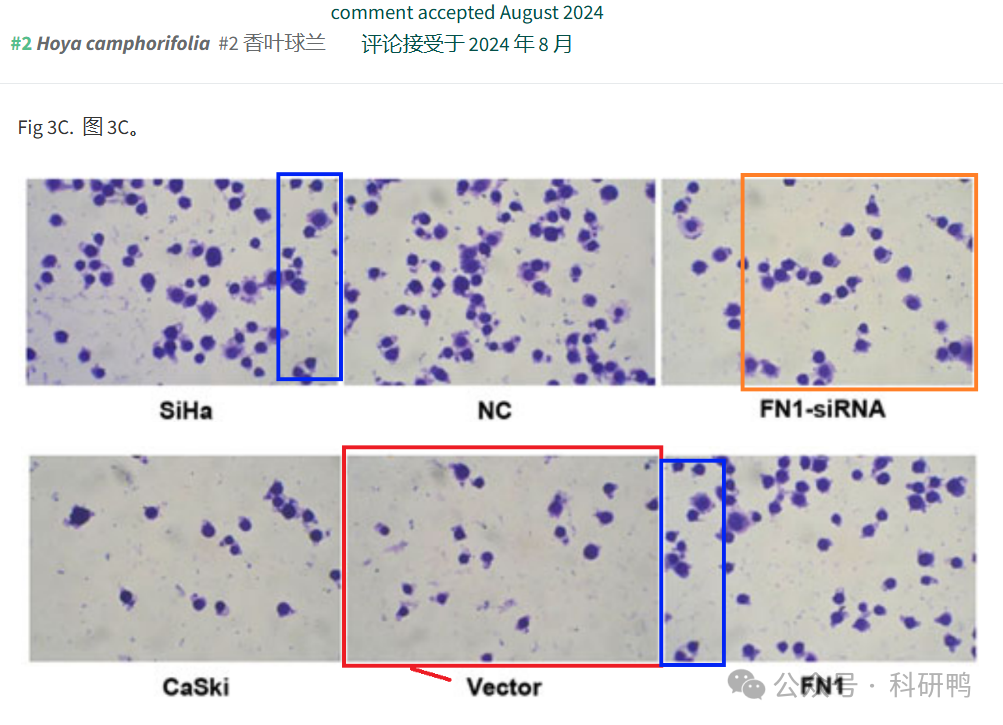 comment accepted August 2024
#2 Hoya camphorifolia #2 香叶球兰 评论接受于 2024 年 8 月
Fig 3C. 图 3C。
SiHa NC FN1-siRNA
CaSki Vector FN1
公众号 · 科研鸭